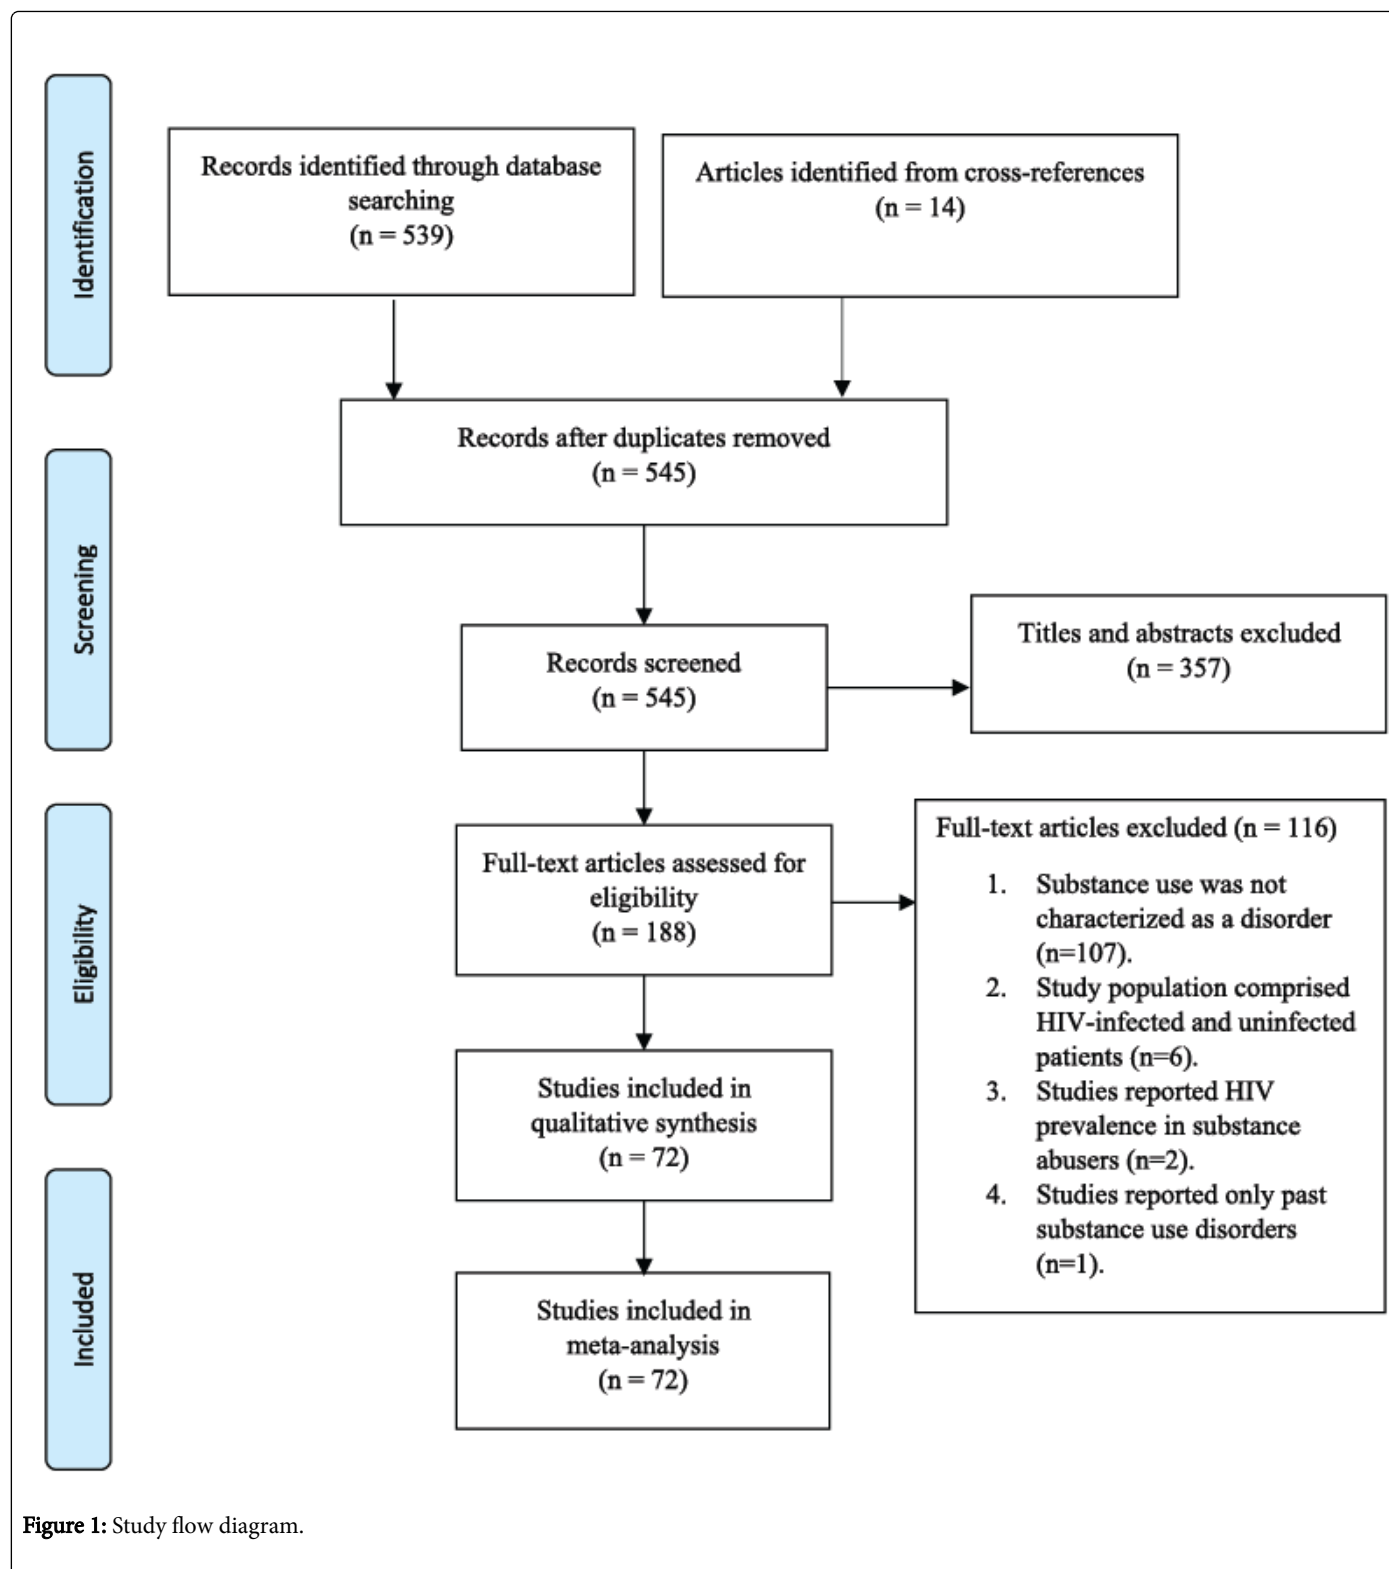 Identification
Records identified through database
searching
(n = 539)
Articles identified from cross-references
(n = 14)
Records after duplicates removed
(n = 545)
Screening
Records screened
(n = 545)
Titles and abstracts excluded
(n = 357)
Eligibility
Full-text articles assessed for
eligibility
(n = 188)
Full-text articles excluded (n = 116)
1. Substance use was not
characterized as a disorder
(n=107).
2. Study population comprised
HIV-infected and uninfected
patients (n=6).
3. Studies reported HIV
prevalence in substance
abusers (n=2).
4. Studies reported only past
substance use disorders
(n=1).
Studies included in
qualitative synthesis
(n = 72)
Included
Studies included in
meta-analysis
(n = 72)
Figure 1: Study flow diagram.